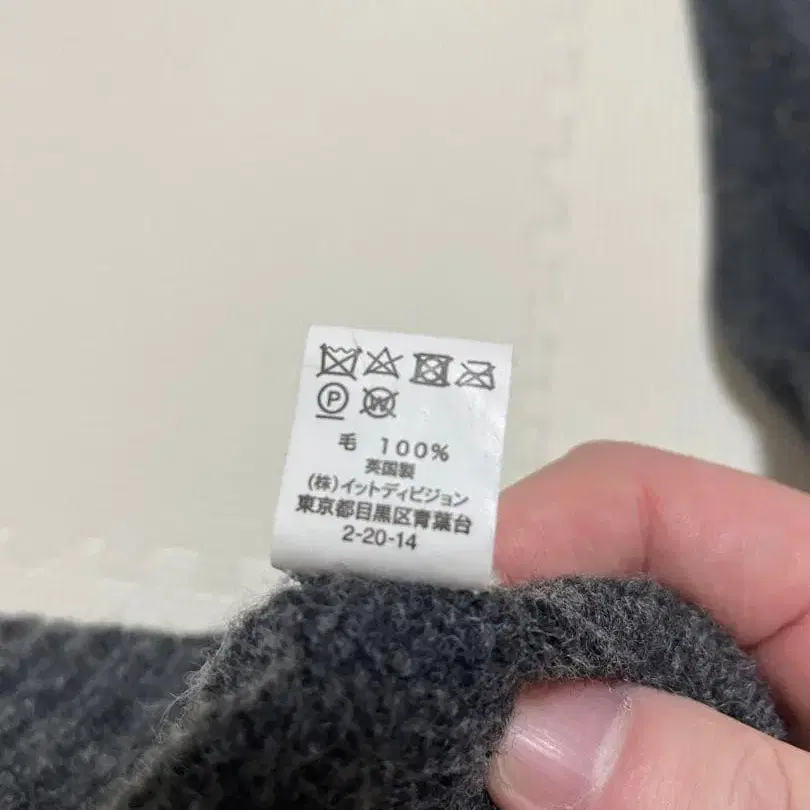 P W
毛 100%
英国製
(株)イットディビジョン
東京都目黒区青葉台
2-20-14